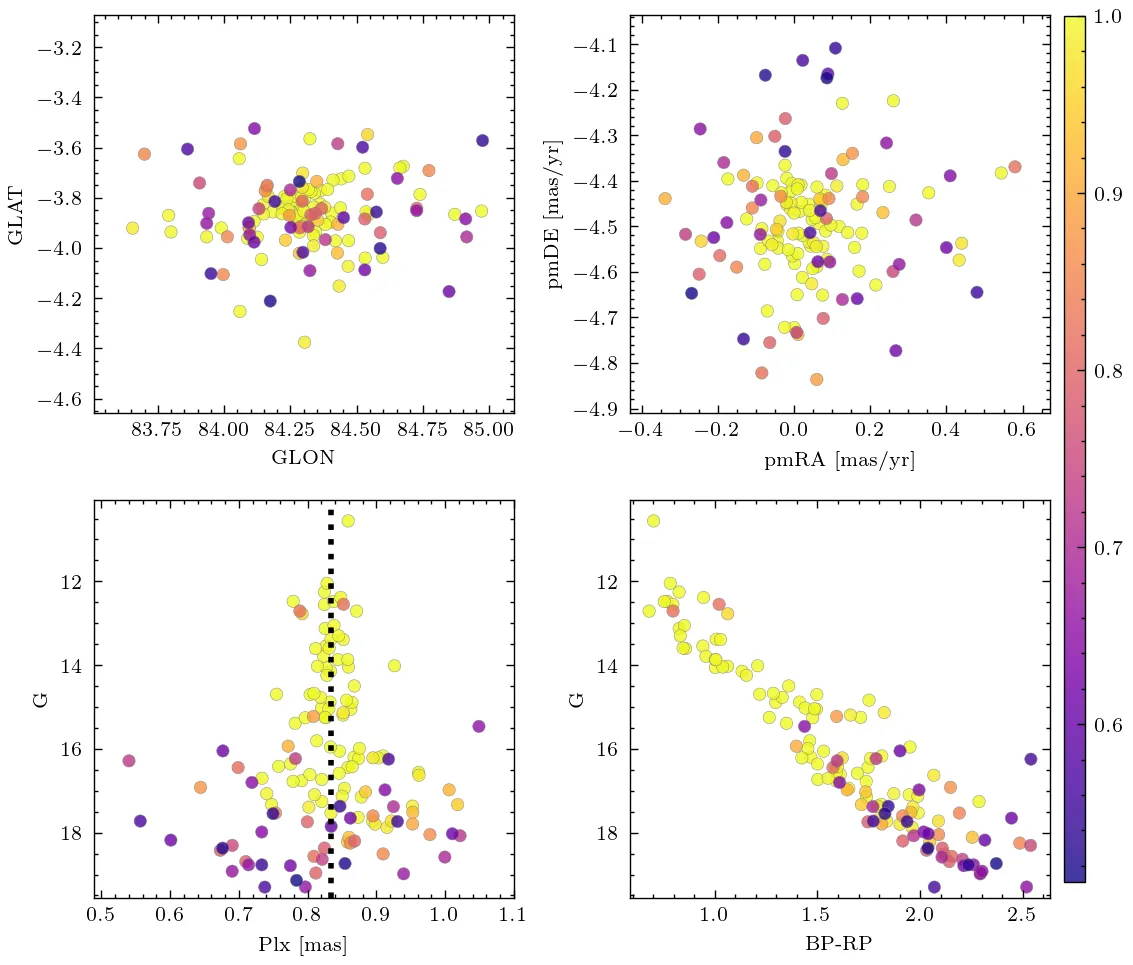 −3.2
−3.4
−3.6
−3.8
−4.0
−4.2
−4.4
−4.6
GLAT
83.75 84.00 84.25 84.50 84.75 85.00
GLON
−4.1
−4.2
−4.3
−4.4
−4.5
−4.6
−4.7
−4.8
−4.9
pmDE [mas/yr]
−0.4 −0.2 0.0 0.2 0.4 0.6
pmRA [mas/yr]
1.0
0.9
0.8
0.7
0.6
12
14
16
18
G
0.5 0.6 0.7 0.8 0.9 1.0 1.1
Plx [mas]
12
14
16
18
G
1.0 1.5 2.0 2.5
BP-RP